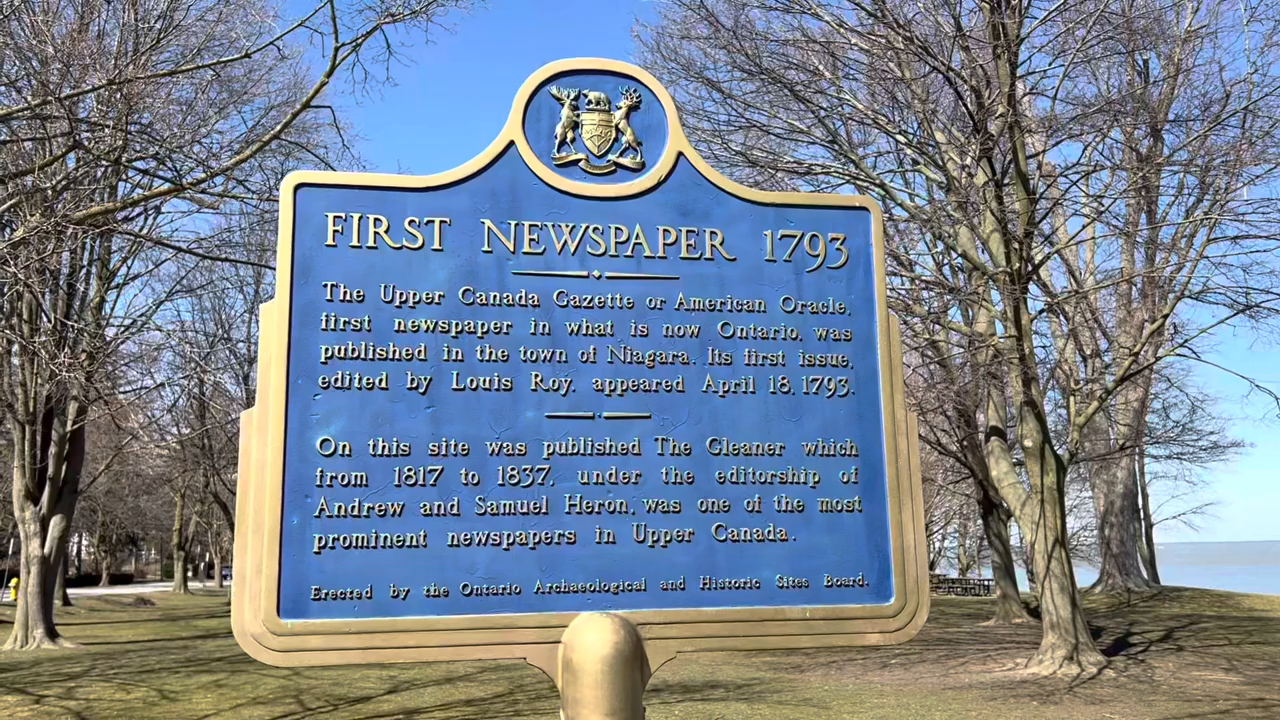 FIRST NEWSPAPER 1793
The Upper Canada Gazette or American Oracle,
first newspaper in what is now Ontario, was
published in the town of Niagara. Its first issue,
edited by Louis Roy, appeared April 18, 1793.
On this site was published The Gleaner which
from 1817 to 1837, under the editorship of
Andrew and Samuel Heron, was one of the most
prominent newspapers in Upper Canada.
Erected by the Ontario Archaeological and Historic Sites Board.